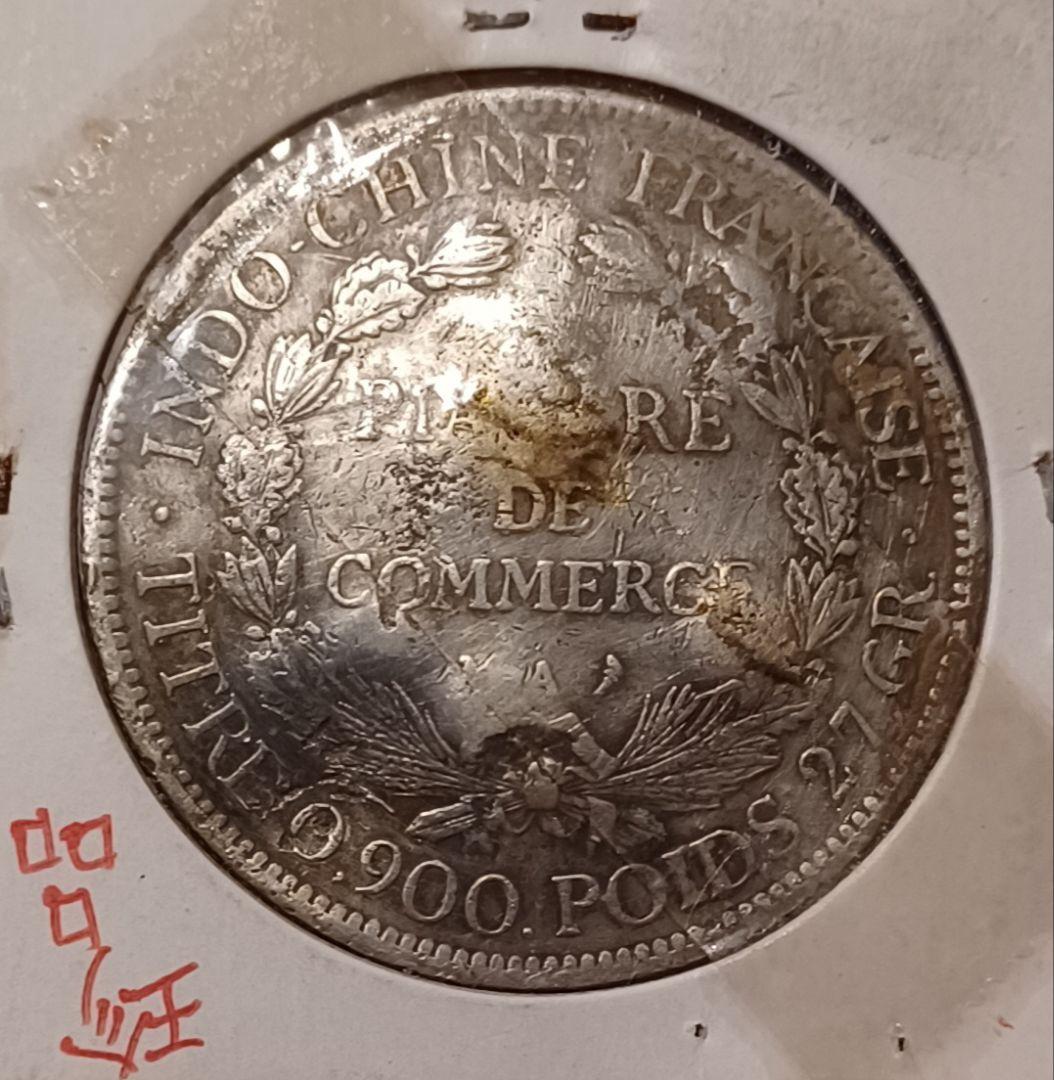 INDO-CHINE FRANÇAISE
PIASTRE
DE
COMMERCE
A
TITRE 0,900. POIDS 27 GR.